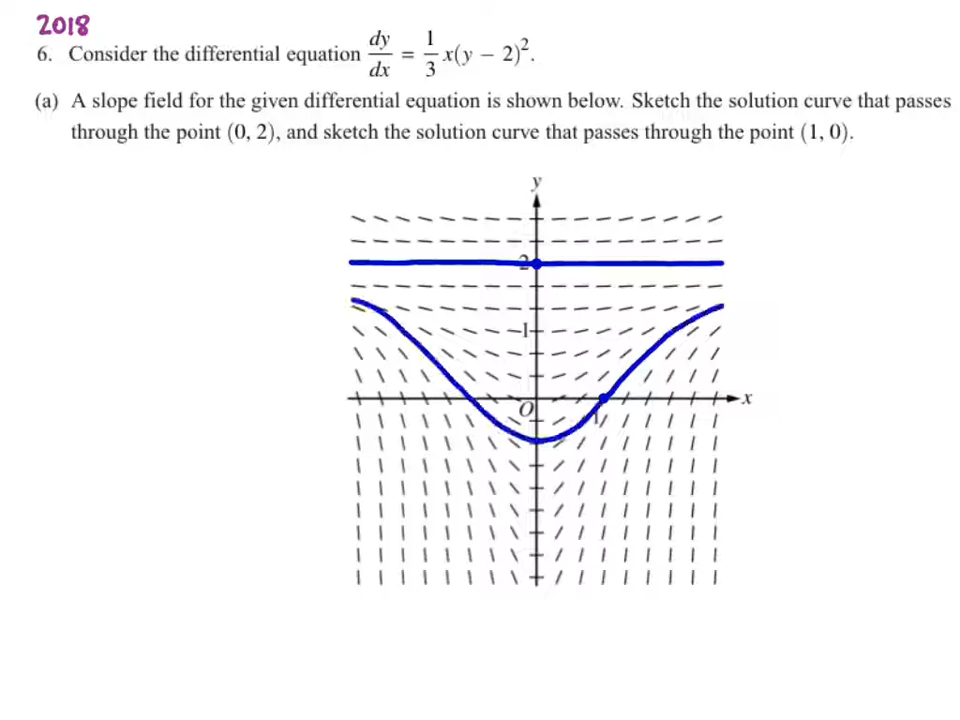 2018
6. Consider the differential equation dy/dx = 1/3 x(y − 2)².
(a) A slope field for the given differential equation is shown below. Sketch the solution curve that passes
through the point (0, 2), and sketch the solution curve that passes through the point (1, 0).
y
2
1
O
1
x